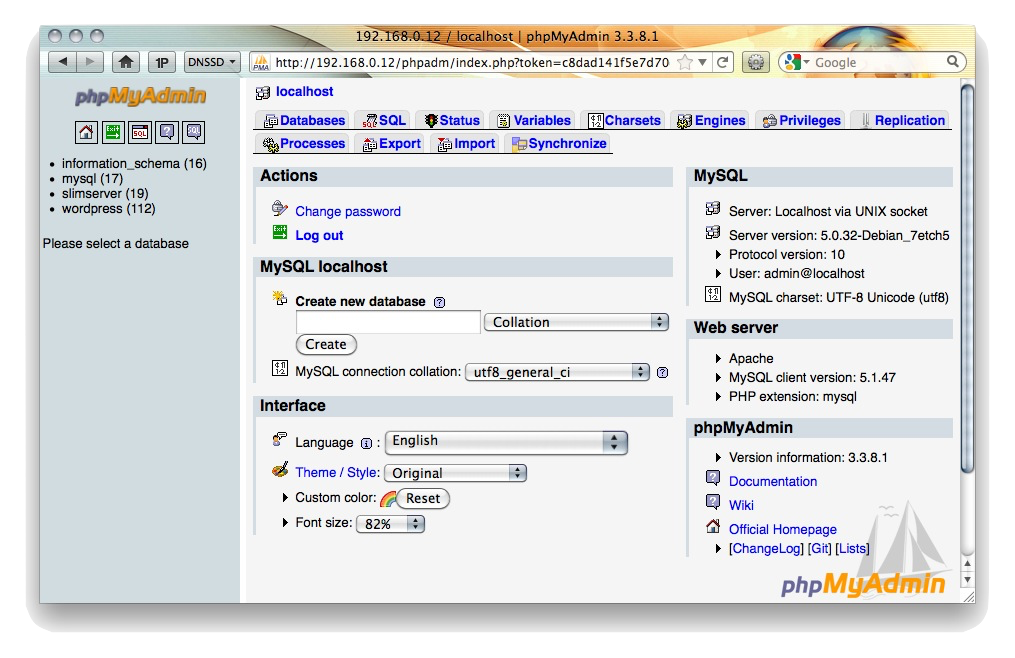 192.168.0.12 / localhost | phpMyAdmin 3.3.8.1
1P DNSSD PMA http://192.168.0.12/phpadm/index.php?token=c8dad141f5e7d70 Google
phpMyAdmin
Exit SQL ? SQL
information_schema (16)
mysql (17)
slimserver (19)
wordpress (112)
Please select a database
localhost
Databases SQL Status Variables Charsets Engines Privileges Replication
Processes Export Import Synchronize
Actions
Change password
Log out
MySQL localhost
Create new database ?
Collation
Create
MySQL connection collation: utf8_general_ci ?
Interface
Language i : English
Theme / Style: Original
Custom color: Reset
Font size: 82%
MySQL
Server: Localhost via UNIX socket
Server version: 5.0.32-Debian_7etch5
Protocol version: 10
User: admin@localhost
MySQL charset: UTF-8 Unicode (utf8)
Web server
Apache
MySQL client version: 5.1.47
PHP extension: mysql
phpMyAdmin
Version information: 3.3.8.1
Documentation
Wiki
Official Homepage
[ChangeLog] [Git] [Lists]
phpMyAdmin